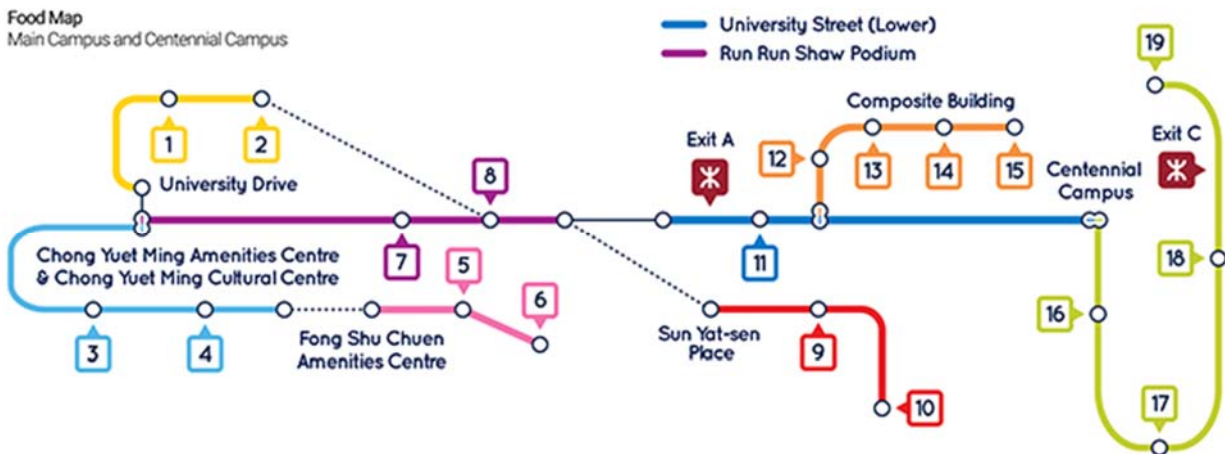 Food Map
Main Campus and Centennial Campus
University Street (Lower)
Run Run Shaw Podium
19
Composite Building
Exit A
Exit C
1
2
12
13
14
15
Centennial
Campus
8
University Drive
Chong Yuet Ming Amenities Centre
& Chong Yuet Ming Cultural Centre
7
5
11
18
6
16
3
4
Fong Shu Chuen
Amenities Centre
Sun Yat-sen
Place
9
10
17